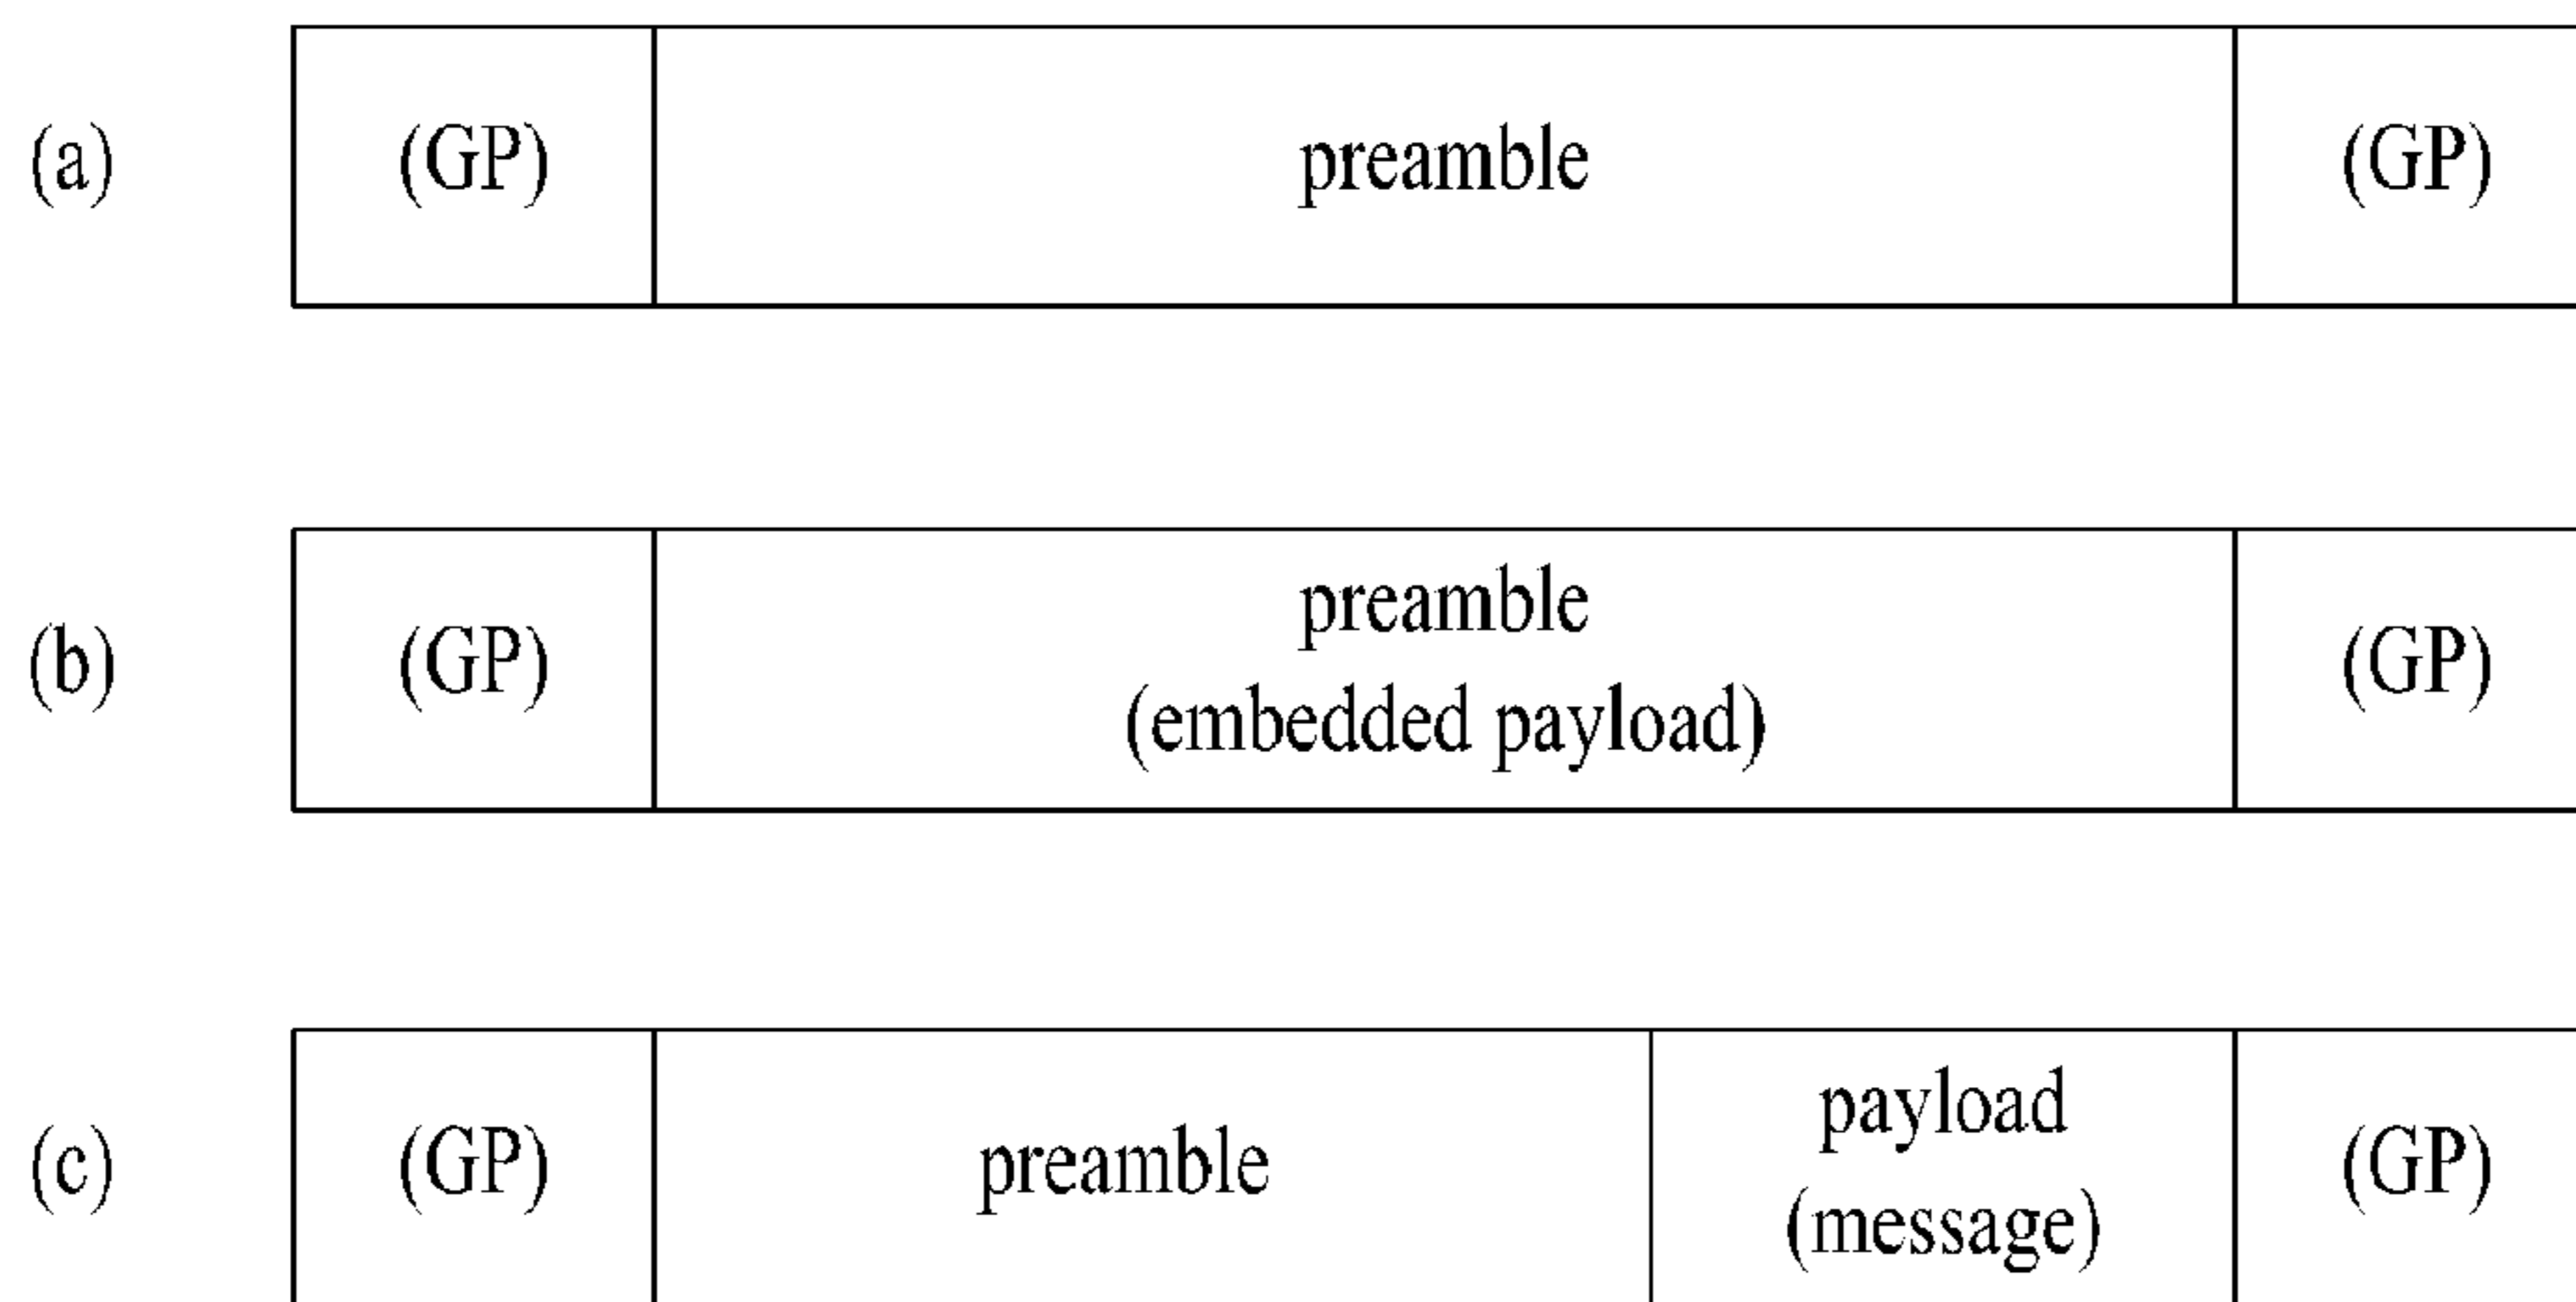 (a) (GP) preamble (GP)
(b) (GP) preamble (embedded payload) (GP)
(c) (GP) preamble payload (message) (GP)